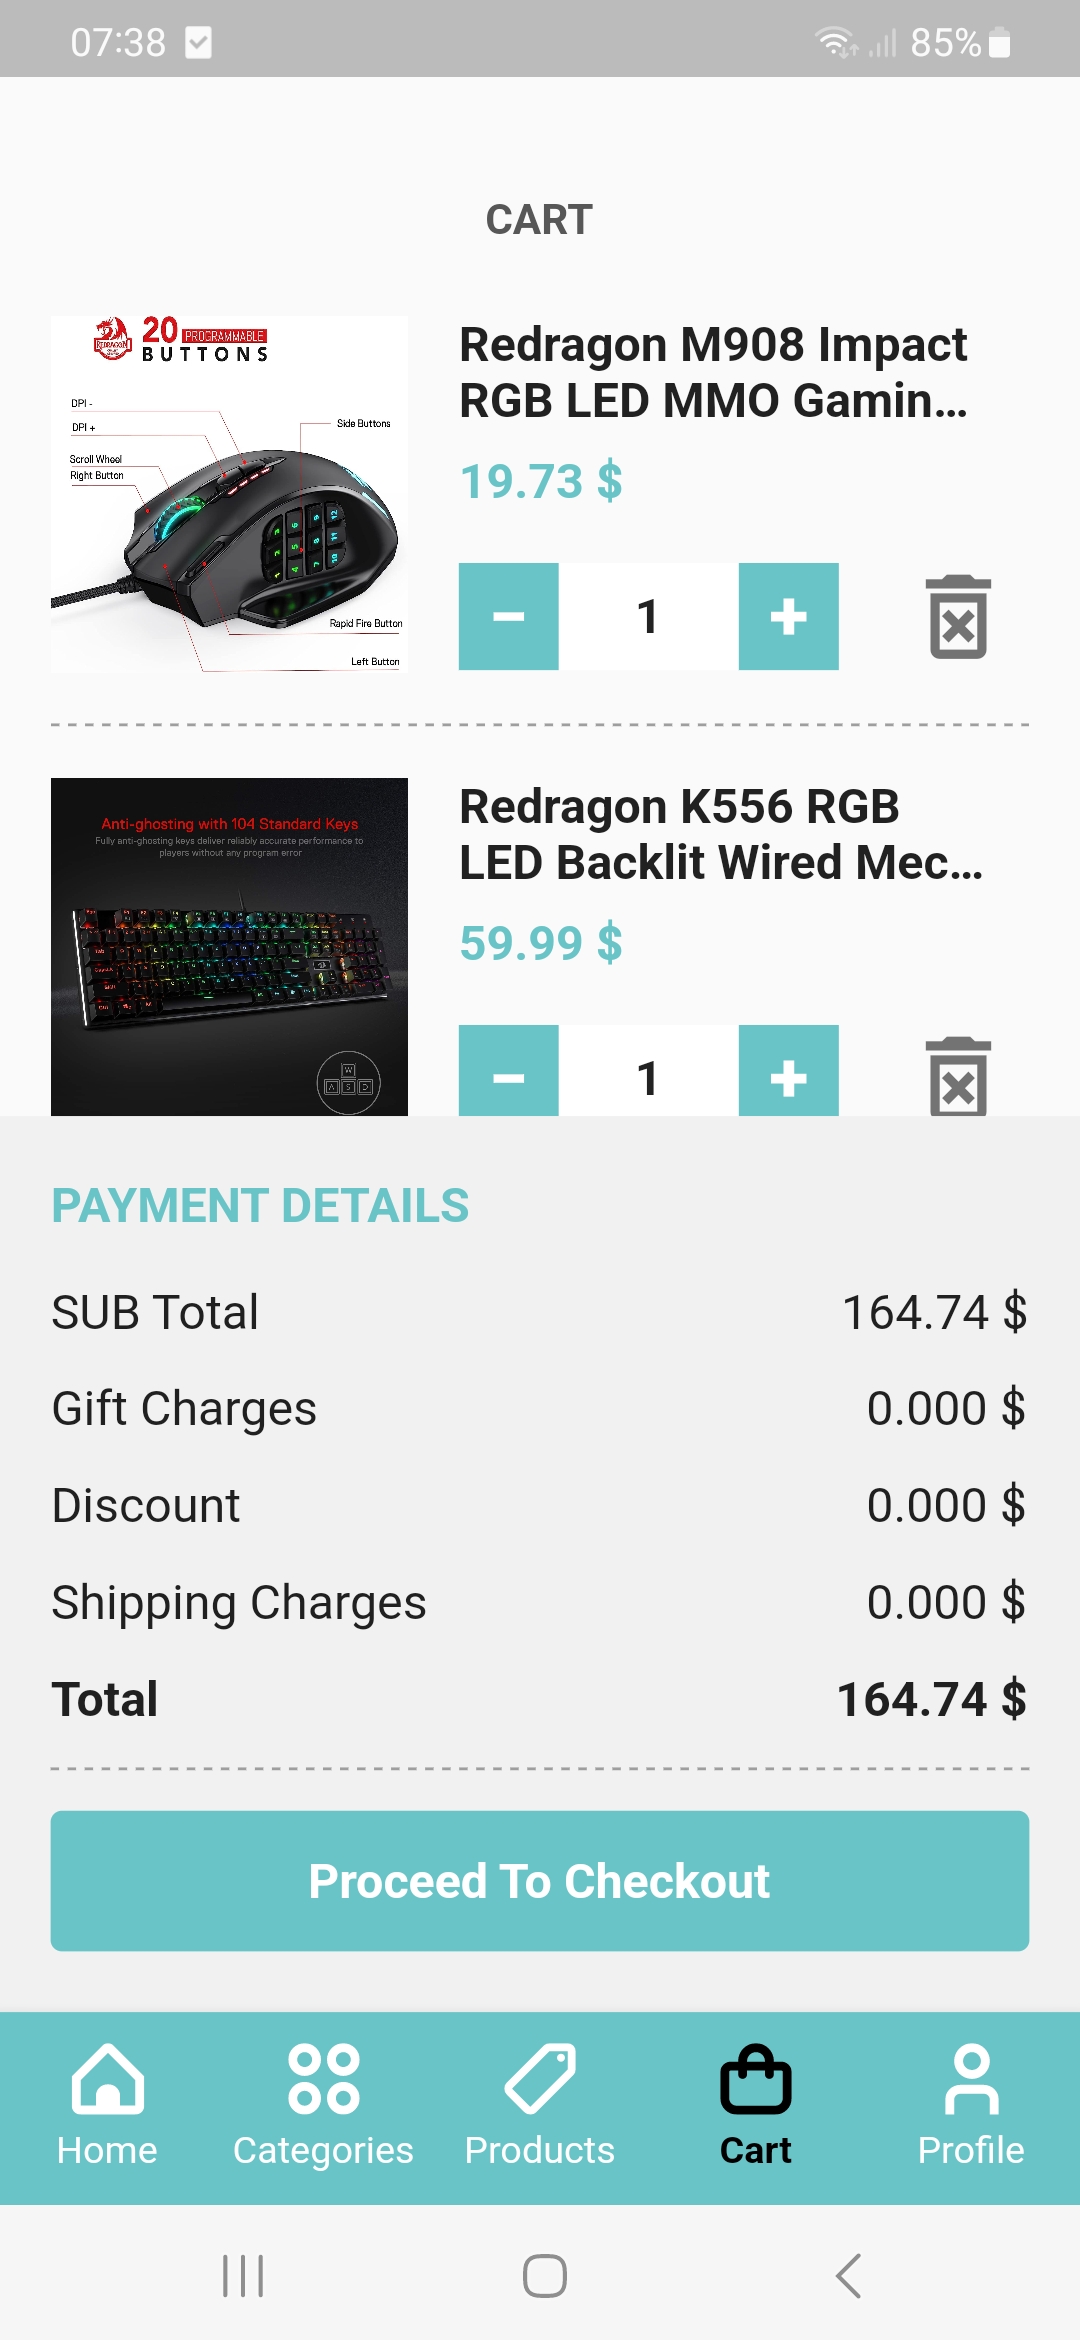 07:38
85%
CART
REDRAGON
20 PROGRAMMABLE
BUTTONS
DPI -
DPI +
Side Buttons
Scroll Wheel
Right Button
Rapid Fire Button
Left Button
Redragon M908 Impact
RGB LED MMO Gamin...
19.73 $
1
Anti-ghosting with 104 Standard Keys
Fully anti-ghosting keys deliver reliably accurate performance to
players without any program error
W
A S D
Redragon K556 RGB
LED Backlit Wired Mec...
59.99 $
1
PAYMENT DETAILS
SUB Total 164.74 $
Gift Charges 0.000 $
Discount 0.000 $
Shipping Charges 0.000 $
Total 164.74 $
Proceed To Checkout
Home Categories Products Cart Profile